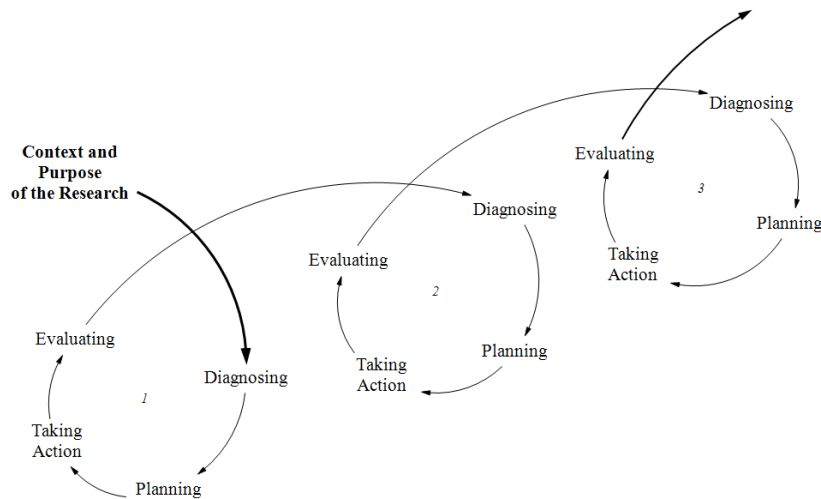 Context and
Purpose
of the Research
Evaluating
Diagnosing
1
Taking
Action
Planning
Diagnosing
Evaluating
2
Planning
Taking
Action
Diagnosing
Evaluating
3
Planning
Taking
Action